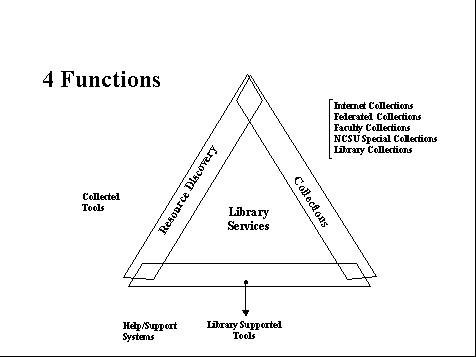 4 Functions
Internet Collections
Federated Collections
Faculty Collections
NCSU Special Collections
Library Collections
Resource Discovery
Collections
Collected
Tools
Library
Services
Help/Support
Systems
Library Supported
Tools